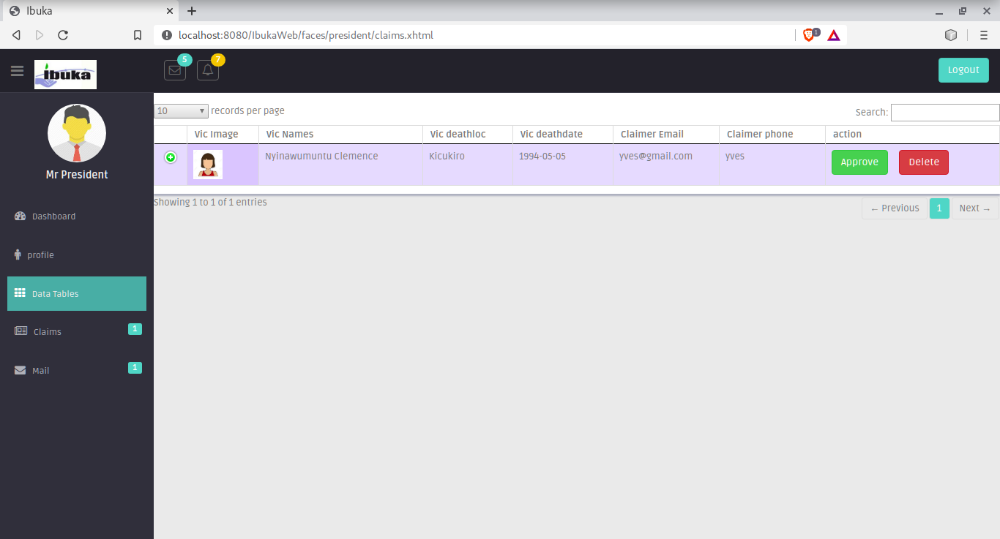 Ibuka
localhost:8080/IbukaWeb/faces/president/claims.xhtml
1
ibuka
5
7
Logout
Mr President
Dashboard
profile
Data Tables
Claims 1
Mail 1
10 records per page
Search:
Vic Image Vic Names Vic deathloc Vic deathdate Claimer Email Claimer phone action
Nyinawumuntu Clemence Kicukiro 1994-05-05 yves@gmail.com yves Approve Delete
Showing 1 to 1 of 1 entries
← Previous 1 Next →